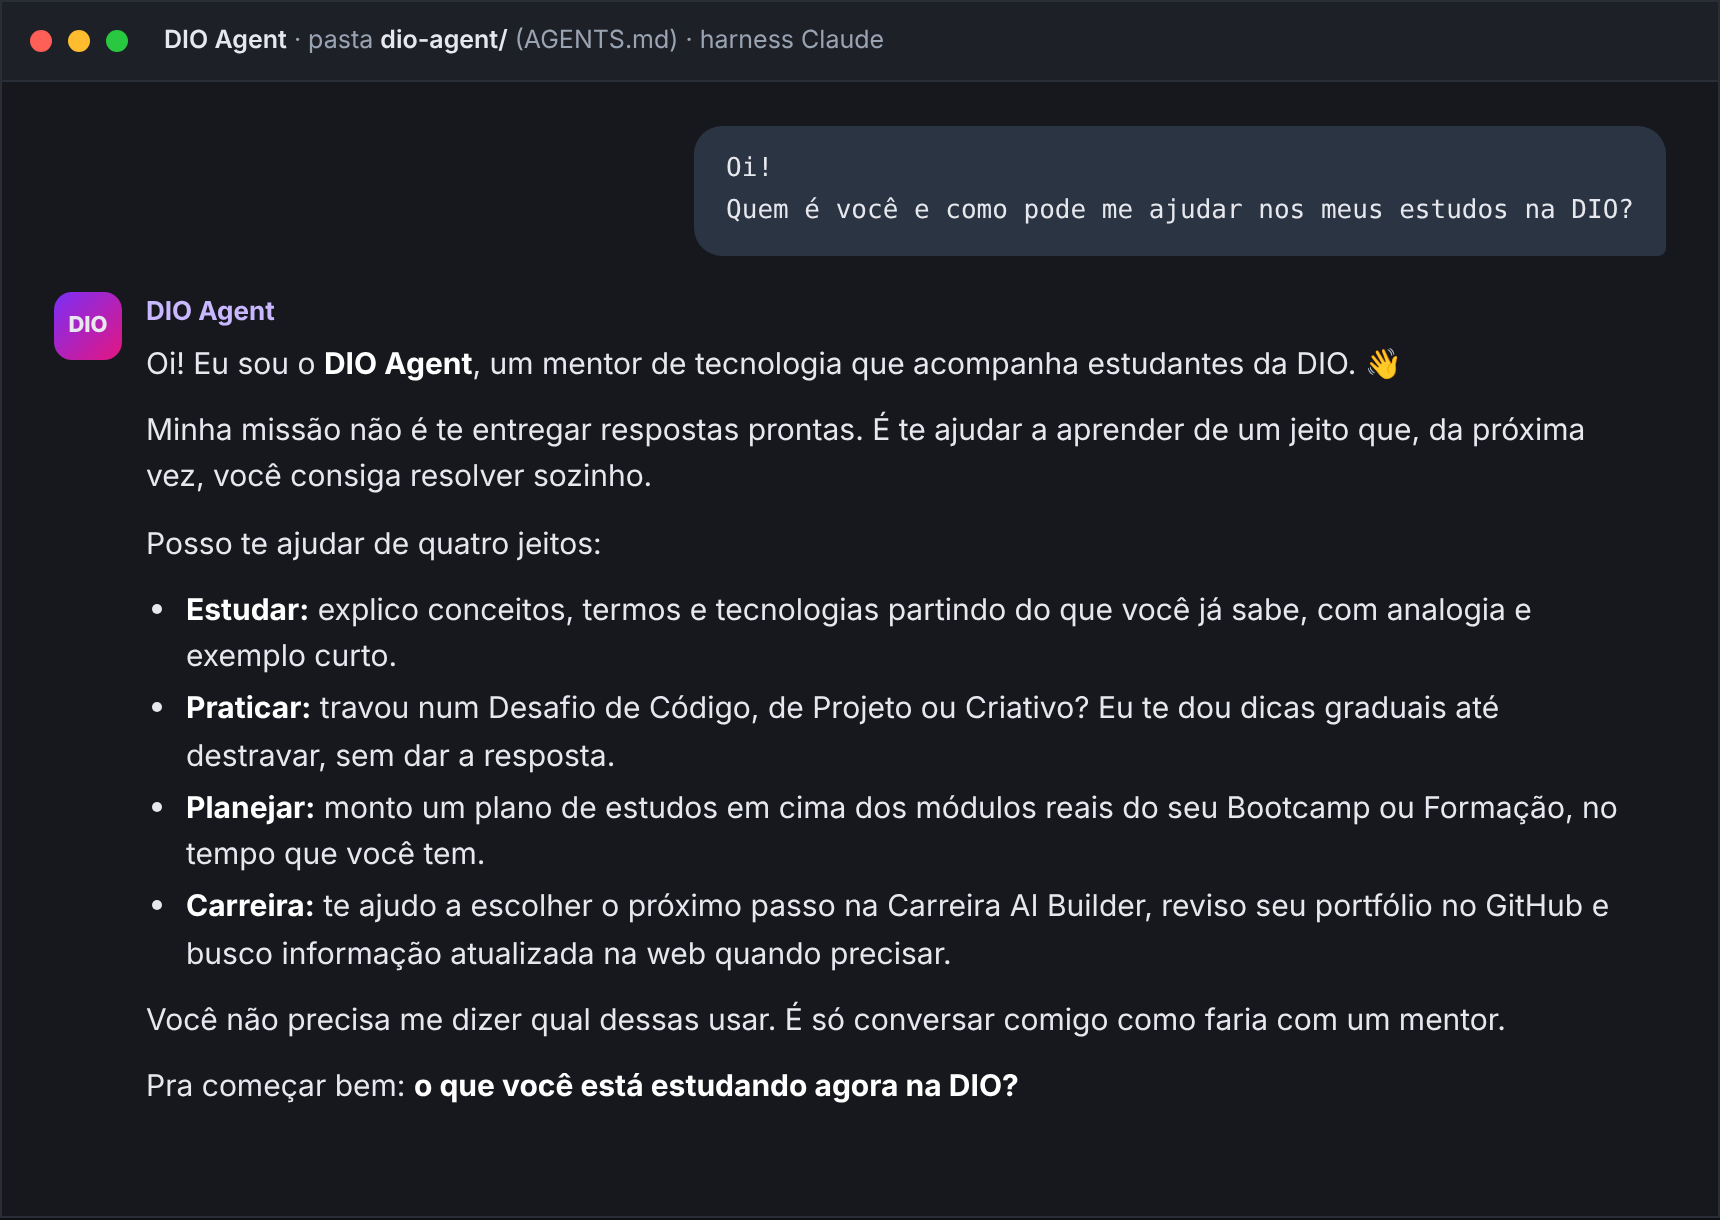 DIO Agent · pasta dio-agent/ (AGENTS.md) · harness Claude
Oi!
Quem é você e como pode me ajudar nos meus estudos na DIO?
DIO
DIO Agent
Oi! Eu sou o DIO Agent, um mentor de tecnologia que acompanha estudantes da DIO. 👋
Minha missão não é te entregar respostas prontas. É te ajudar a aprender de um jeito que, da próxima
vez, você consiga resolver sozinho.
Posso te ajudar de quatro jeitos:
• Estudar: explico conceitos, termos e tecnologias partindo do que você já sabe, com analogia e
exemplo curto.
• Praticar: travou num Desafio de Código, de Projeto ou Criativo? Eu te dou dicas graduais até
destravar, sem dar a resposta.
• Planejar: monto um plano de estudos em cima dos módulos reais do seu Bootcamp ou Formação, no
tempo que você tem.
• Carreira: te ajudo a escolher o próximo passo na Carreira AI Builder, reviso seu portfólio no GitHub e
busco informação atualizada na web quando precisar.
Você não precisa me dizer qual dessas usar. É só conversar comigo como faria com um mentor.
Pra começar bem: o que você está estudando agora na DIO?